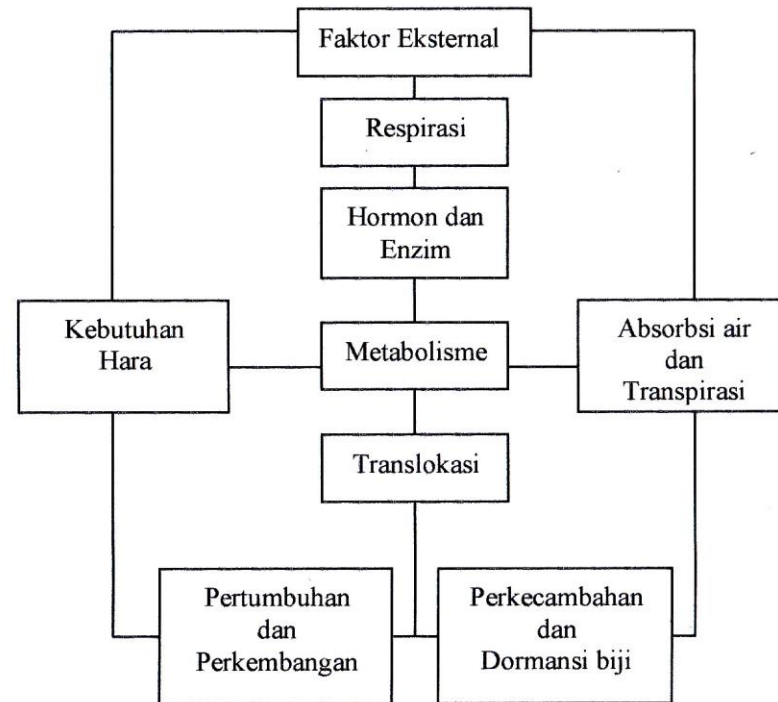 Faktor Eksternal
Respirasi
Hormon dan
Enzim
Kebutuhan
Hara
Metabolisme
Absorbsi air
dan
Transpirasi
Translokasi
Pertumbuhan
dan
Perkembangan
Perkecambahan
dan
Dormansi biji